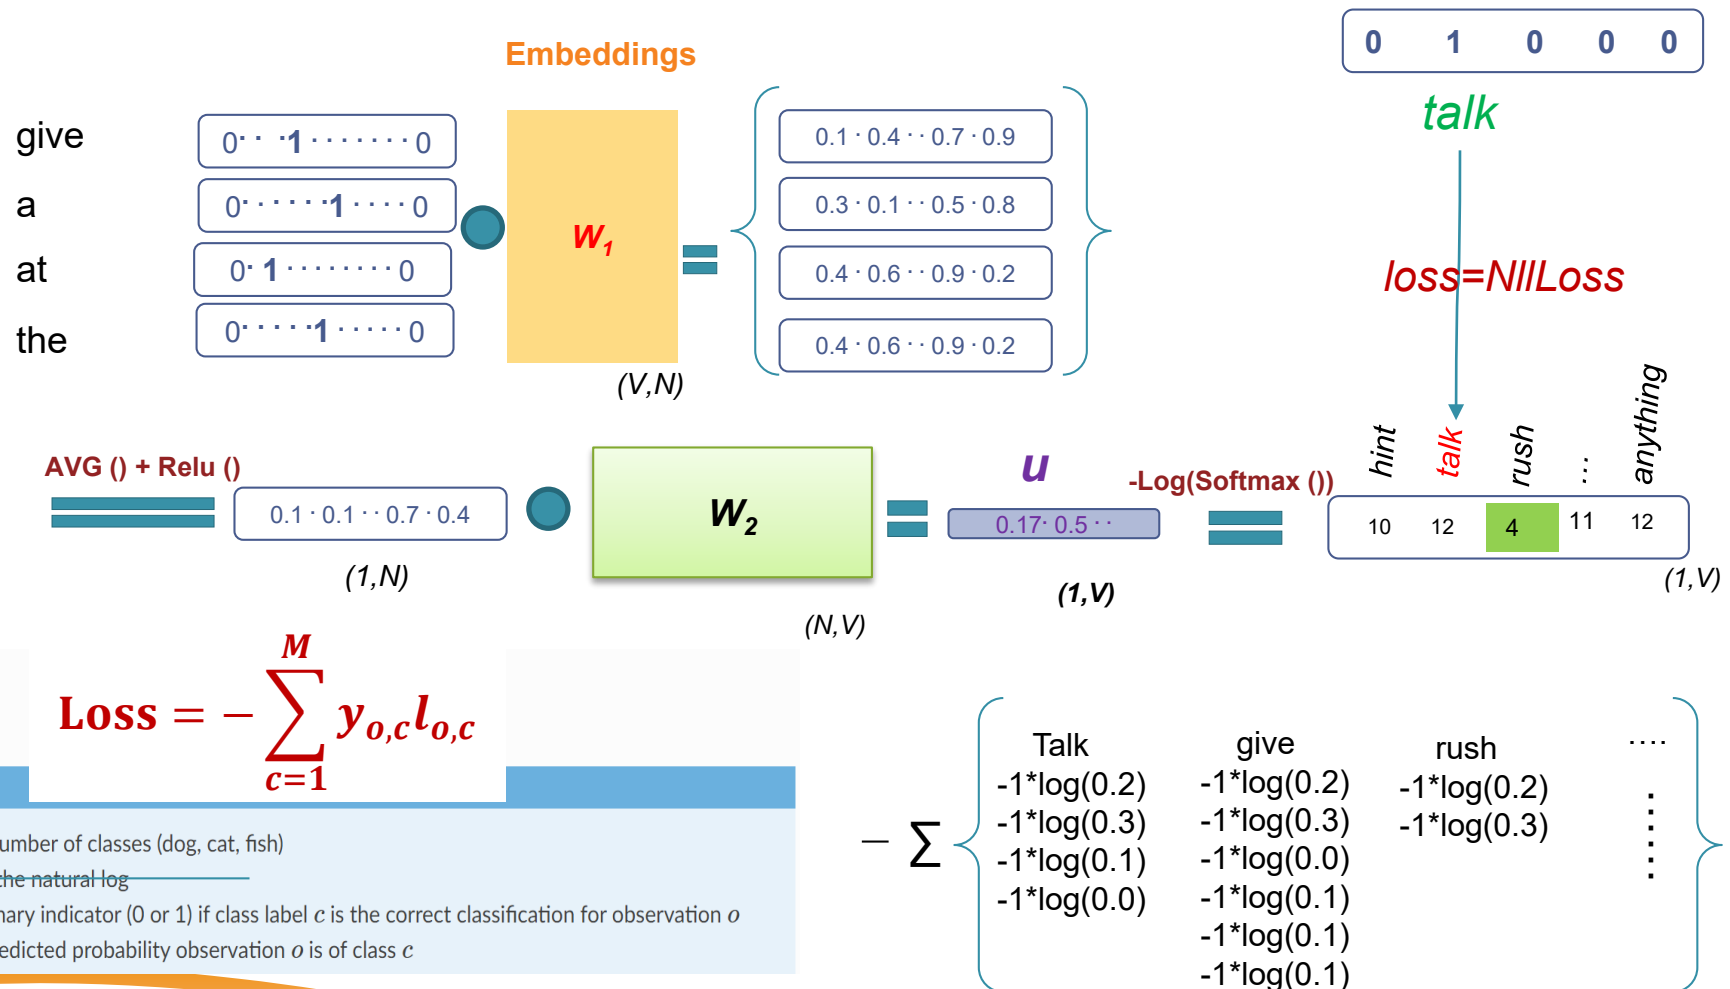 Embeddings
0 1 0 0 0
talk
give
0· · ·1 · · · · · · · 0
0.1 · 0.4 · · 0.7 · 0.9
a
0· · · · · ·1 · · · · 0
0.3 · 0.1 · · 0.5 · 0.8
W1
at
0· 1 · · · · · · · · 0
0.4 · 0.6 · · 0.9 · 0.2
loss=NllLoss
the
0· · · · ·1 · · · · · 0
0.4 · 0.6 · · 0.9 · 0.2
=
(V,N)
AVG () + Relu ()
0.1 · 0.1 · · 0.7 · 0.4
(1,N)
W2
(N,V)
=
u
0.17· 0.5 · ·
(1,V)
-Log(Softmax ())
=
hint talk rush ... anything
10 12 4 11 12
(1,V)
Loss = − ∑ y_{o,c} l_{o,c}
M
c=1
number of classes (dog, cat, fish)
the natural log
nary indicator (0 or 1) if class label c is the correct classification for observation o
edicted probability observation o is of class c
− ∑
Talk
-1*log(0.2)
-1*log(0.3)
-1*log(0.1)
-1*log(0.0)
give
-1*log(0.2)
-1*log(0.3)
-1*log(0.0)
-1*log(0.1)
-1*log(0.1)
-1*log(0.1)
rush
-1*log(0.2)
-1*log(0.3)
....